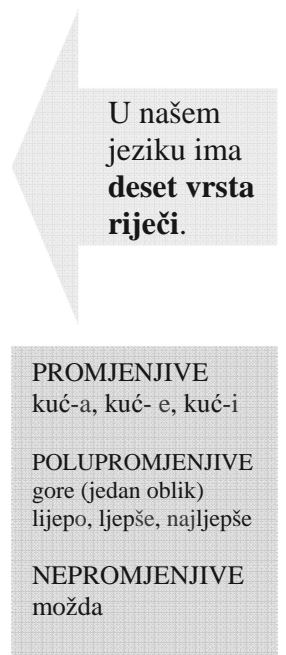 U našem
jeziku ima
deset vrsta
riječi.
PROMJENJIVE
kuć-a, kuć- e, kuć-i
POLUPROMJENJIVE
gore (jedan oblik)
lijepo, ljepše, najljepše
NEPROMJENJIVE
možda